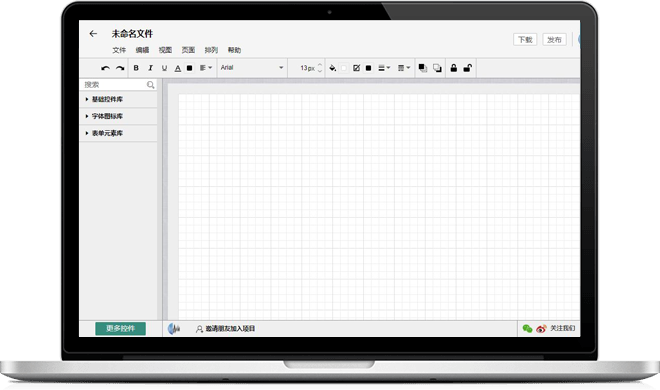 未命名文件
文件 编辑 视图 页面 排列 帮助
下载 发布
B I U A Arial 13 px
搜索
基础控件库
字体图标库
表单元素库
更多控件 邀请朋友加入项目 关注我们